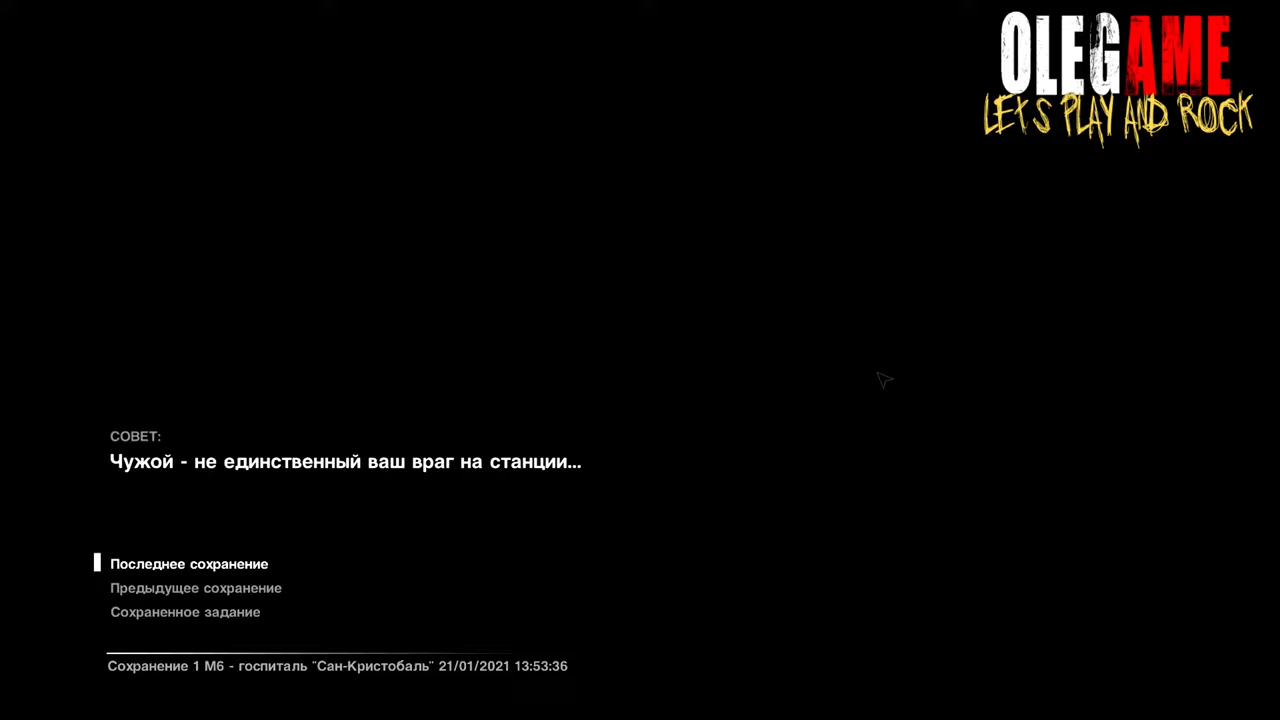 OLEGAME
LET'S PLAY AND ROCK
СОВЕТ:
Чужой - не единственный ваш враг на станции...
Последнее сохранение
Предыдущее сохранение
Сохраненное задание
Сохранение 1 М6 - госпиталь "Сан-Кристобаль" 21/01/2021 13:53:36